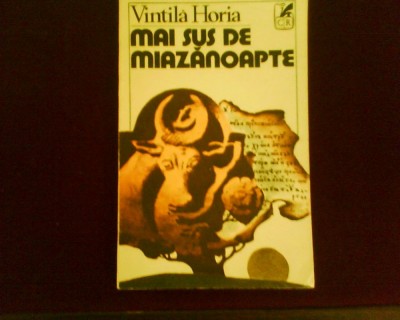 Vintilă Horia
MAI SUS DE
MIAZĂNOAPTE